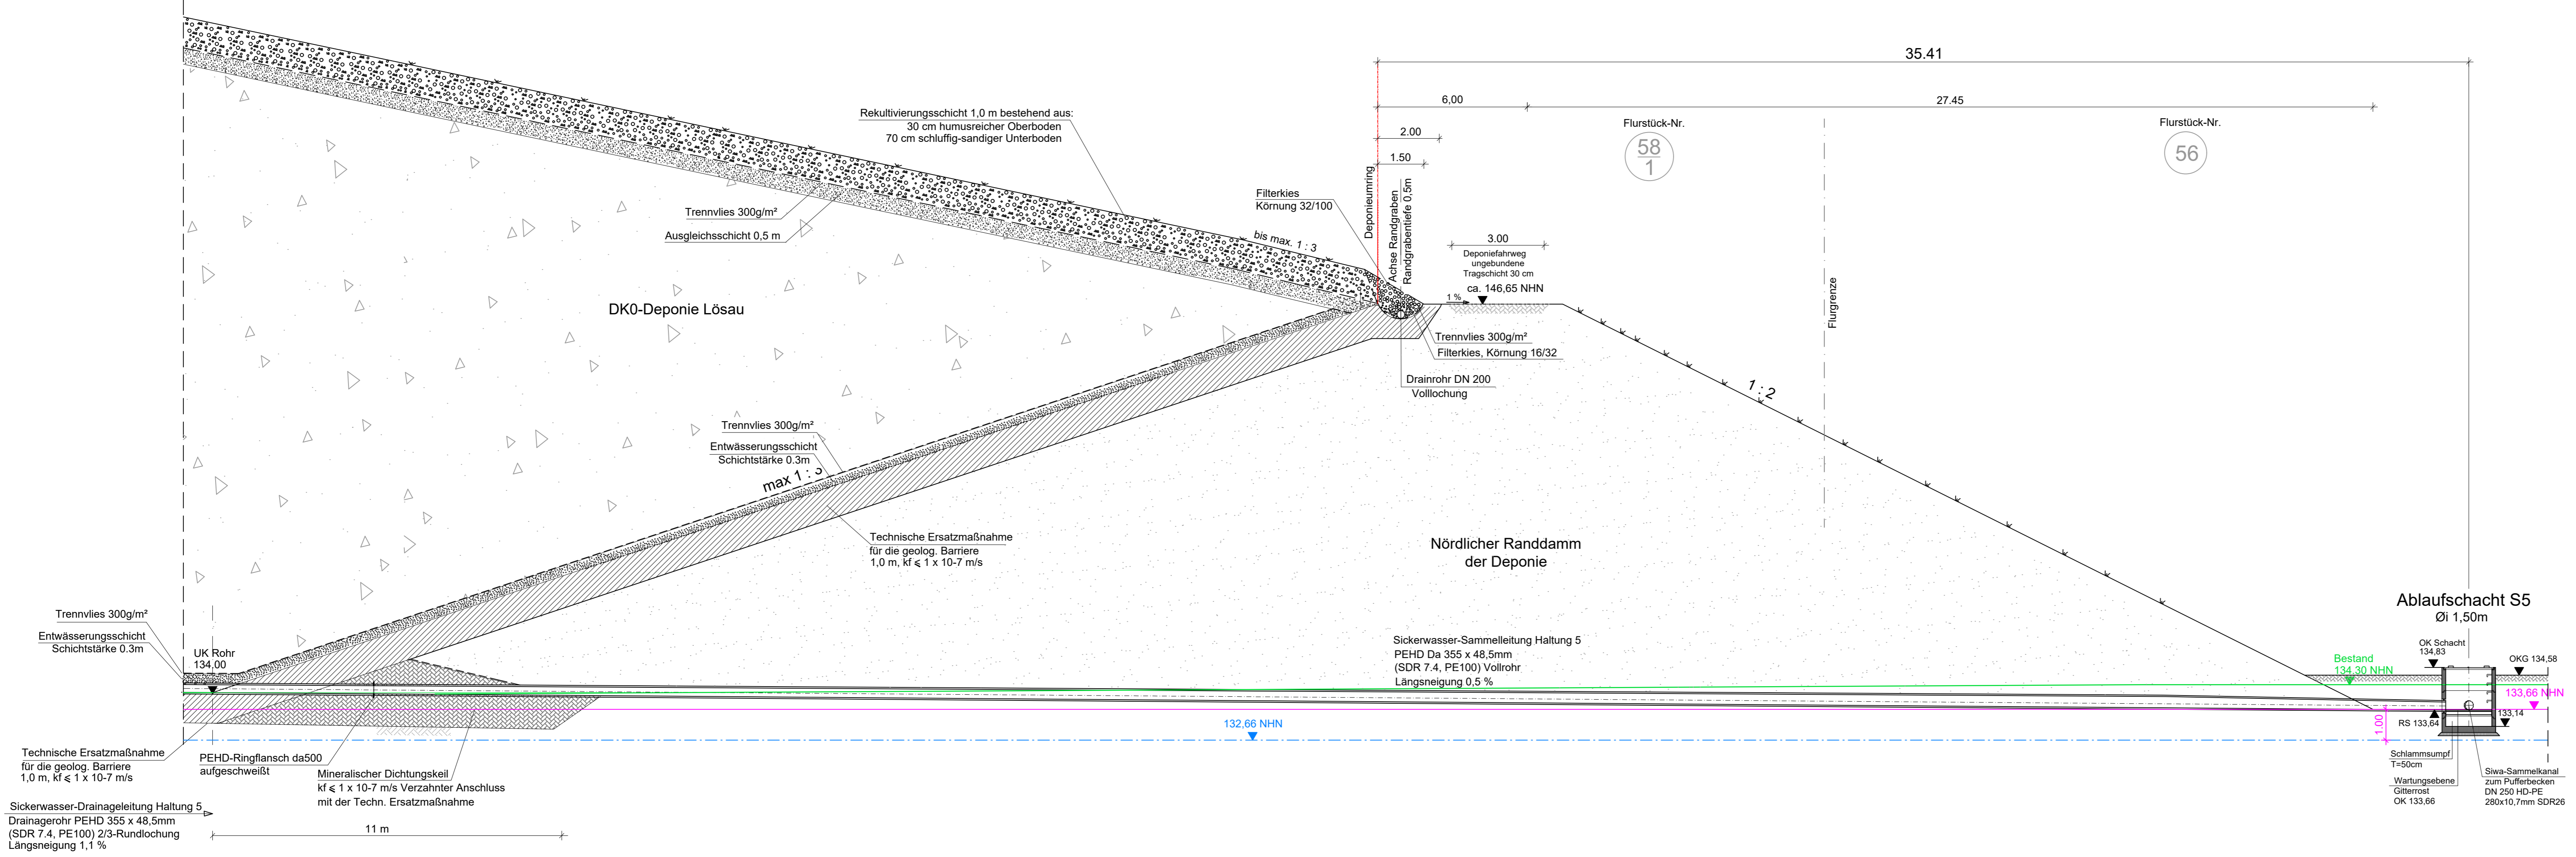 35.41
6,00
27.45
2.00
1.50
Flurstück-Nr.
58
1
Flurstück-Nr.
56
Rekultivierungsschicht 1,0 m bestehend aus:
30 cm humusreicher Oberboden
70 cm schluffig-sandiger Unterboden
Trennvlies 300g/m²
Ausgleichsschicht 0,5 m
bis max. 1 : 3
Filterkies
Körnung 32/100
Deponieumring
Achse Randgraben
Randgrabentiefe 0,5m
3.00
Deponiefahrweg
ungebundene
Tragschicht 30 cm
ca. 146,65 NHN
1 %
Flurgrenze
DK0-Deponie Lösau
Trennvlies 300g/m²
Filterkies, Körnung 16/32
Drainrohr DN 200
Volllochung
1 : 2
Trennvlies 300g/m²
Entwässerungsschicht
Schichtstärke 0.3m
max 1 : 3
Technische Ersatzmaßnahme
für die geolog. Barriere
1,0 m, kf ⩽ 1 x 10-7 m/s
Nördlicher Randdamm
der Deponie
Ablaufschacht S5
Øi 1,50m
Trennvlies 300g/m²
Entwässerungsschicht
Schichtstärke 0.3m
UK Rohr
134,00
Sickerwasser-Sammelleitung Haltung 5
PEHD Da 355 x 48,5mm
(SDR 7.4, PE100) Vollrohr
Längsneigung 0,5 %
Bestand
134,30 NHN
OK Schacht
134,83
OKG 134,58
133,66 NHN
132,66 NHN
1.00
RS 133,64
133,14
Schlammsumpf
T=50cm
Wartungsebene
Gitterrost
OK 133,66
Siwa-Sammelkanal
zum Pufferbecken
DN 250 HD-PE
280x10,7mm SDR26
Technische Ersatzmaßnahme
für die geolog. Barriere
1,0 m, kf ⩽ 1 x 10-7 m/s
PEHD-Ringflansch da500
aufgeschweißt
Mineralischer Dichtungskeil
kf ⩽ 1 x 10-7 m/s Verzahnter Anschluss
mit der Techn. Ersatzmaßnahme
Sickerwasser-Drainageleitung Haltung 5
Drainagerohr PEHD 355 x 48,5mm
(SDR 7.4, PE100) 2/3-Rundlochung
Längsneigung 1,1 %
11 m